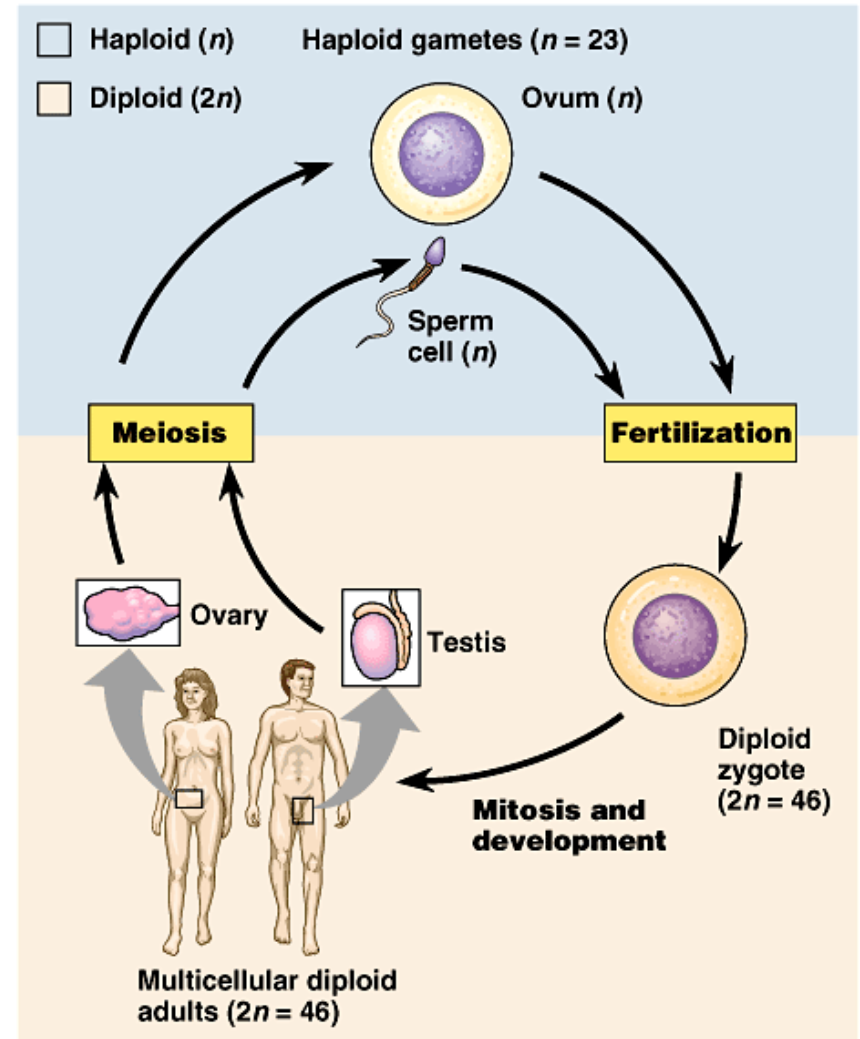 Haploid (n)
Haploid gametes (n = 23)
Diploid (2n)
Ovum (n)
Sperm
cell (n)
Meiosis
Fertilization
Ovary
Testis
Diploid
zygote
(2n = 46)
Mitosis and
development
Multicellular diploid
adults (2n = 46)